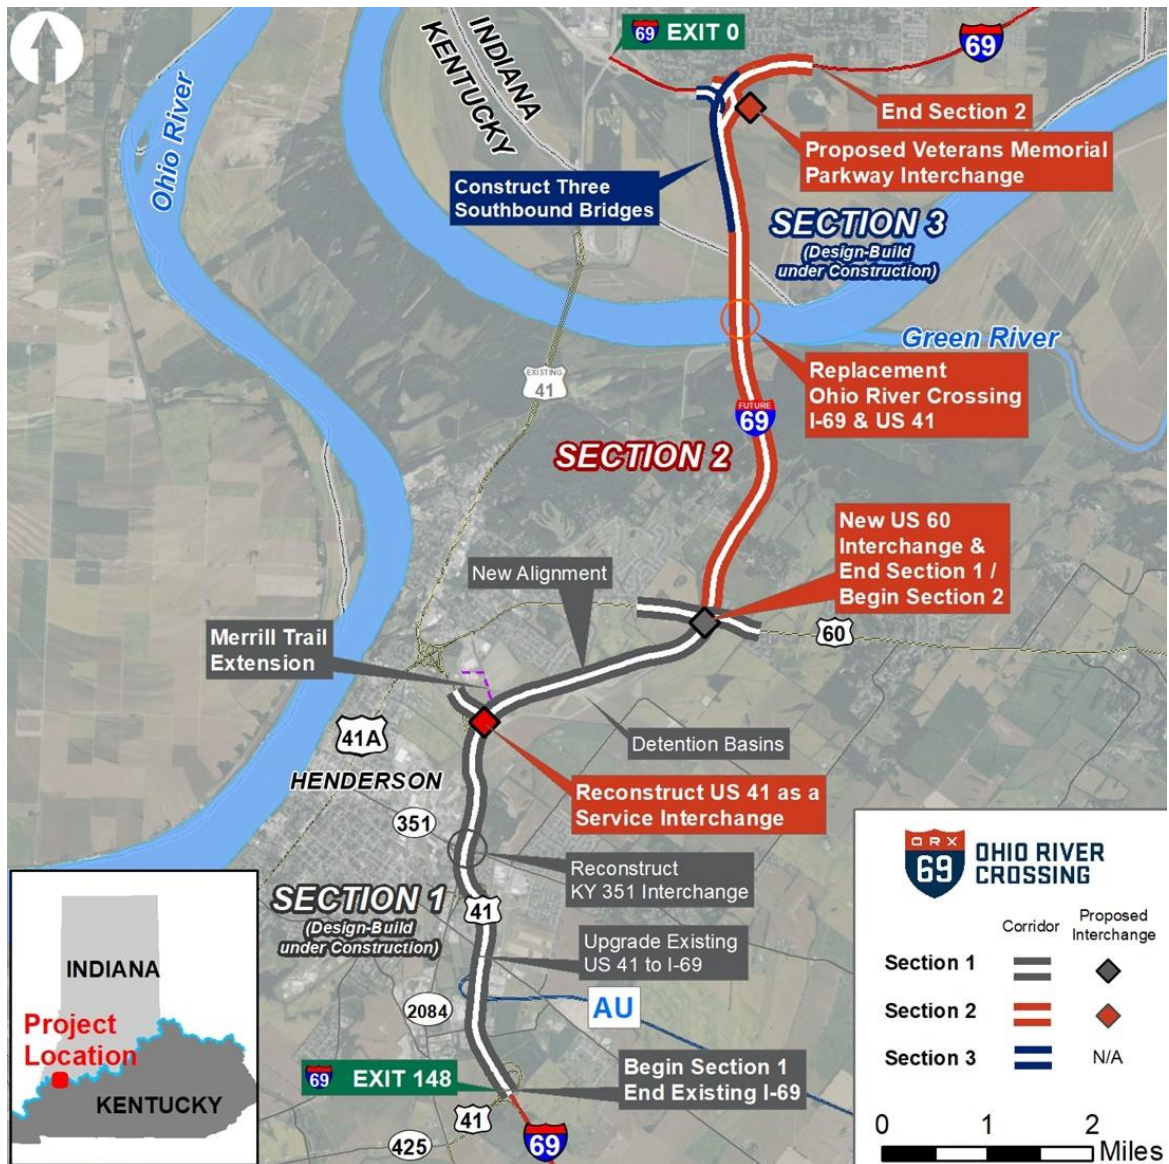 69 EXIT 0
69
INDIANA
KENTUCKY
Ohio River
End Section 2
Proposed Veterans Memorial
Parkway Interchange
Construct Three
Southbound Bridges
SECTION 3
(Design-Build
under Construction)
Green River
EXISTING
41
Replacement
Ohio River Crossing
I-69 & US 41
FUTURE
69
SECTION 2
New US 60
Interchange &
End Section 1 /
Begin Section 2
New Alignment
60
Merrill Trail
Extension
41A
Detention Basins
HENDERSON
Reconstruct US 41 as a
Service Interchange
351
Reconstruct
KY 351 Interchange
SECTION 1
(Design-Build
under Construction)
41
Upgrade Existing
US 41 to I-69
2084
AU
69 EXIT 148
Begin Section 1
End Existing I-69
41
425
69
INDIANA
Project
Location
KENTUCKY
ORX
69
OHIO RIVER
CROSSING
Corridor
Proposed
Interchange
Section 1
Section 2
Section 3
N/A
0 1 2
Miles